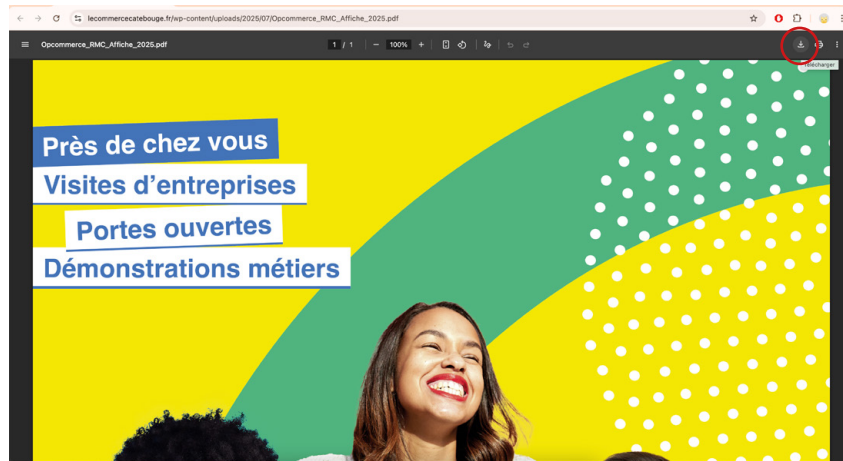 lecommercecatebouge.fr/wp-content/uploads/2025/07/Opcommerce_RMC_Affiche_2025.pdf
Opcommerce_RMC_Affiche_2025.pdf
1 / 1
100%
Télécharger
Près de chez vous
Visites d’entreprises
Portes ouvertes
Démonstrations métiers